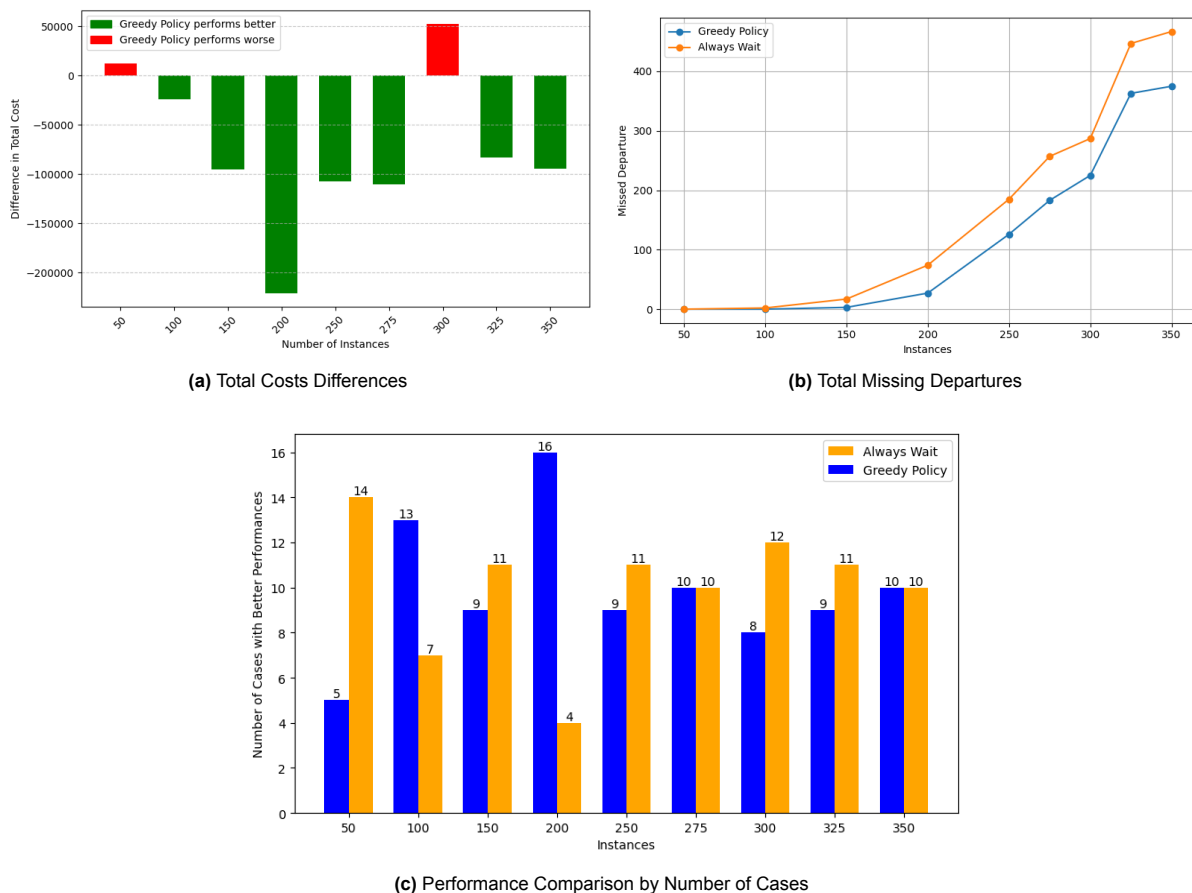 Greedy Policy performs better
Greedy Policy performs worse
Difference in Total Cost
50000
0
−50000
−100000
−150000
−200000
50 100 150 200 250 275 300 325 350
Number of Instances
(a) Total Costs Differences
Greedy Policy
Always Wait
Missed Departure
400
300
200
100
0
50 100 150 200 250 300 350
Instances
(b) Total Missing Departures
Always Wait
Greedy Policy
Number of Cases with Better Performances
16
14
12
10
8
6
4
2
0
5 14 13 7 9 11 16 4 9 11 10 10 8 12 9 11 10 10
50 100 150 200 250 275 300 325 350
Instances
(c) Performance Comparison by Number of Cases